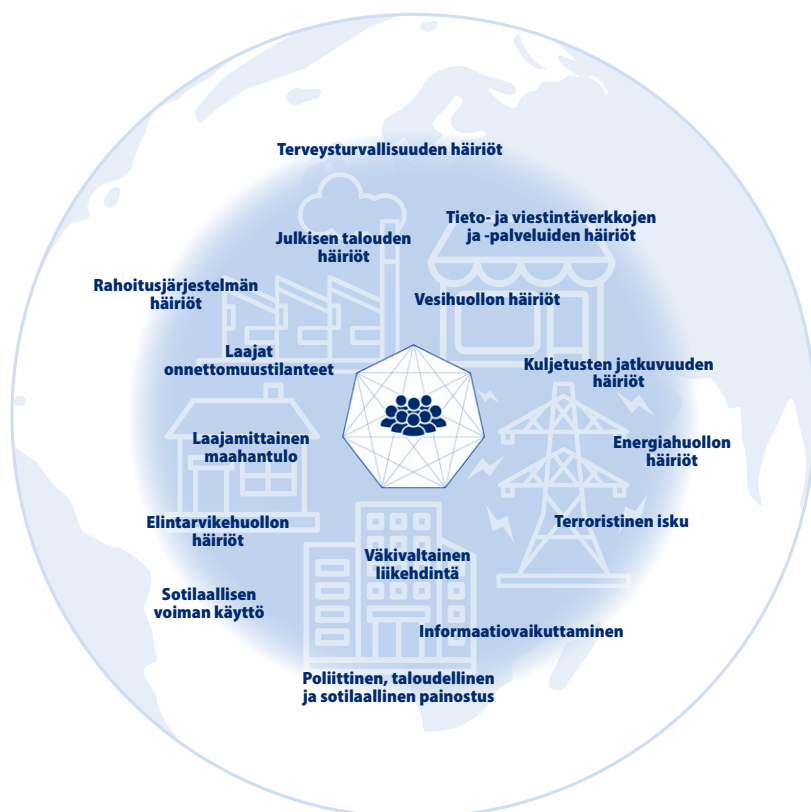 Terveysturvallisuuden häiriöt
Tieto- ja viestintäverkkojen
ja -palveluiden häiriöt
Julkisen talouden
häiriöt
Rahoitusjärjestelmän
häiriöt
Vesihuollon häiriöt
Laajat
onnettomuustilanteet
Kuljetusten jatkuvuuden
häiriöt
Laajamittainen
maahantulo
Energiahuollon
häiriöt
Elintarvikehuollon
häiriöt
Terroristinen isku
Väkivaltainen
liikehdintä
Sotilaallisen
voiman käyttö
Informaatiovaikuttaminen
Poliittinen, taloudellinen
ja sotilaallinen painostus